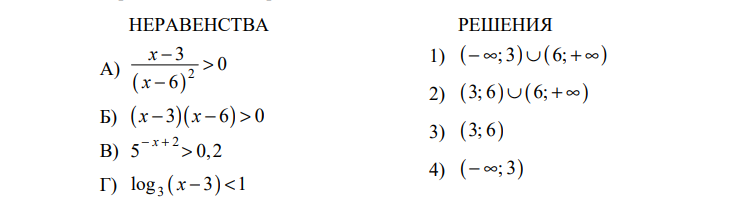 НЕРАВЕНСТВА
А) (x−3)/(x−6)² > 0
Б) (x−3)(x−6) > 0
В) 5^(−x+2) > 0,2
Г) log₃(x−3) < 1
РЕШЕНИЯ
1) (−∞; 3)∪(6; +∞)
2) (3; 6)∪(6; +∞)
3) (3; 6)
4) (−∞; 3)